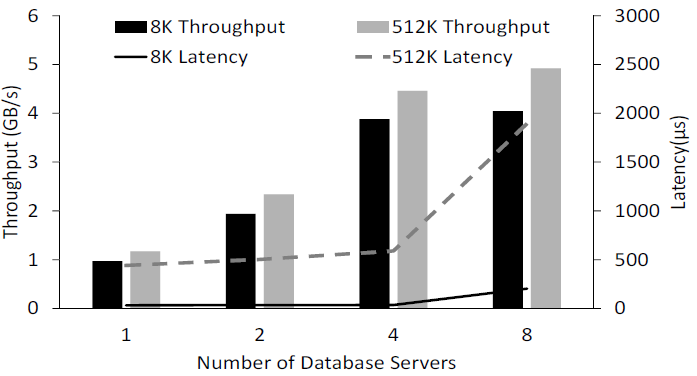 8K Throughput 512K Throughput
8K Latency 512K Latency
Throughput (GB/s)
6
5
4
3
2
1
0
Latency(µs)
3000
2500
2000
1500
1000
500
0
1 2 4 8
Number of Database Servers